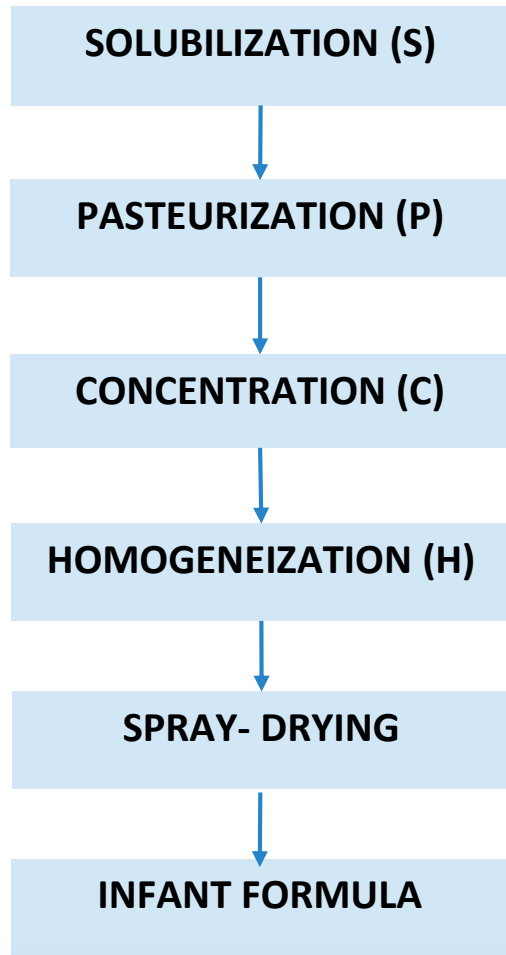 SOLUBILIZATION (S)
PASTEURIZATION (P)
CONCENTRATION (C)
HOMOGENEIZATION (H)
SPRAY- DRYING
INFANT FORMULA